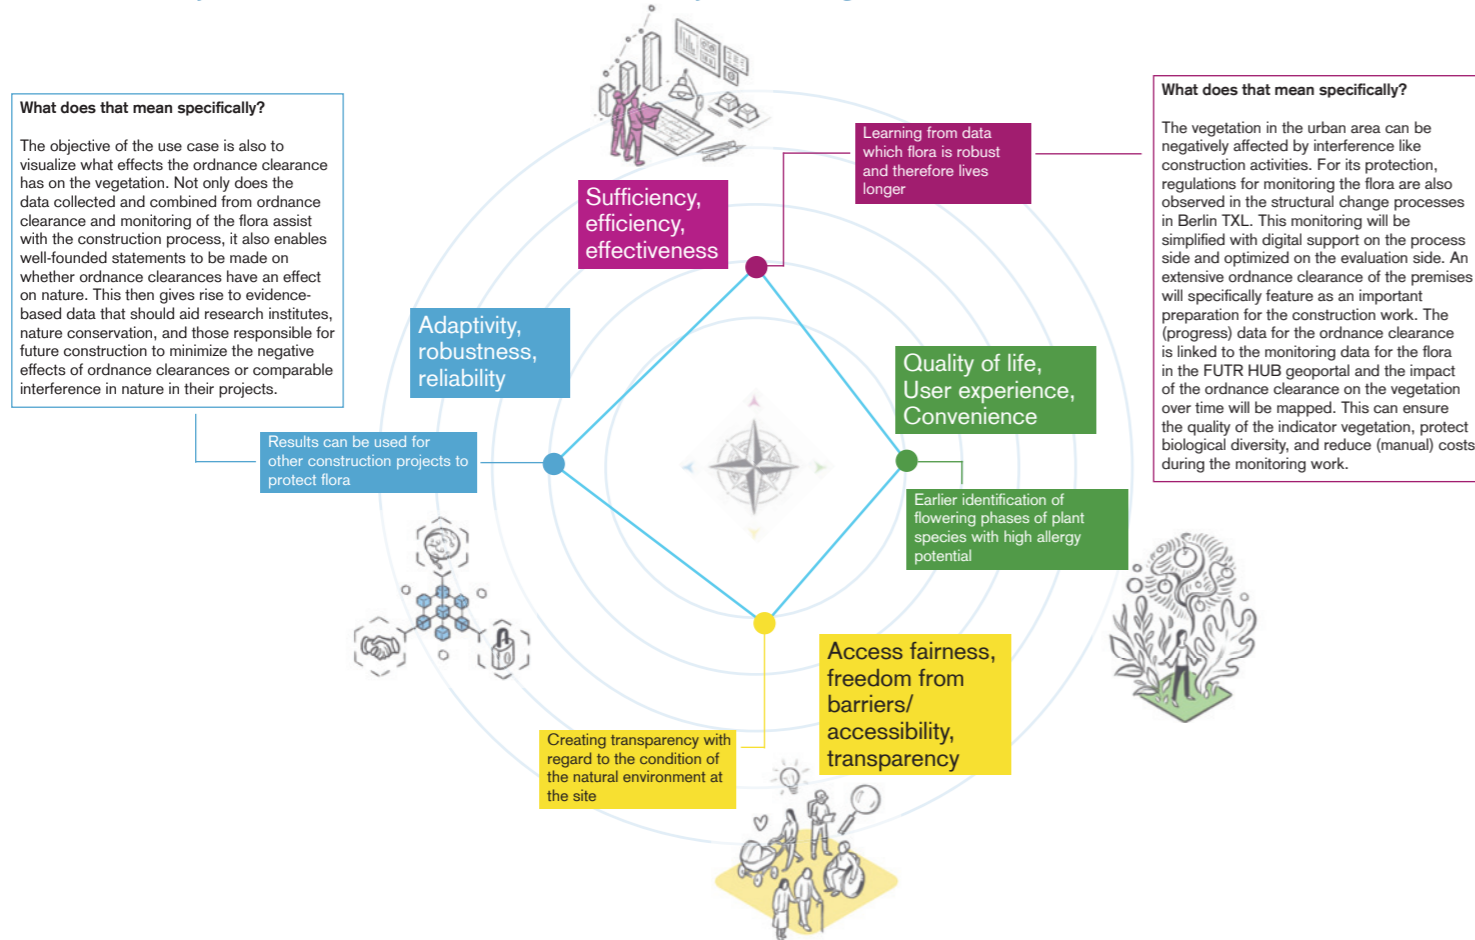 What does that mean specifically?
The objective of the use case is also to
visualize what effects the ordnance clearance
has on the vegetation. Not only does the
data collected and combined from ordnance
clearance and monitoring of the flora assist
with the construction process, it also enables
well-founded statements to be made on
whether ordnance clearances have an effect
on nature. This then gives rise to evidence-
based data that should aid research institutes,
nature conservation, and those responsible for
future construction to minimize the negative
effects of ordnance clearances or comparable
interference in nature in their projects.
Sufficiency,
efficiency,
effectiveness
Learning from data
which flora is robust
and therefore lives
longer
What does that mean specifically?
The vegetation in the urban area can be
negatively affected by interference like
construction activities. For its protection,
regulations for monitoring the flora are also
observed in the structural change processes
in Berlin TXL. This monitoring will be
simplified with digital support on the process
side and optimized on the evaluation side. An
extensive ordnance clearance of the premises
will specifically feature as an important
preparation for the construction work. The
(progress) data for the ordnance clearance
is linked to the monitoring data for the flora
in the FUTR HUB geoportal and the impact
of the ordnance clearance on the vegetation
over time will be mapped. This can ensure
the quality of the indicator vegetation, protect
biological diversity, and reduce (manual) costs
during the monitoring work.
Adaptivity,
robustness,
reliability
Results can be used for
other construction projects to
protect flora
Quality of life,
User experience,
Convenience
Earlier identification of
flowering phases of plant
species with high allergy
potential
Access fairness,
freedom from
barriers/
accessibility,
transparency
Creating transparency with
regard to the condition of
the natural environment at
the site